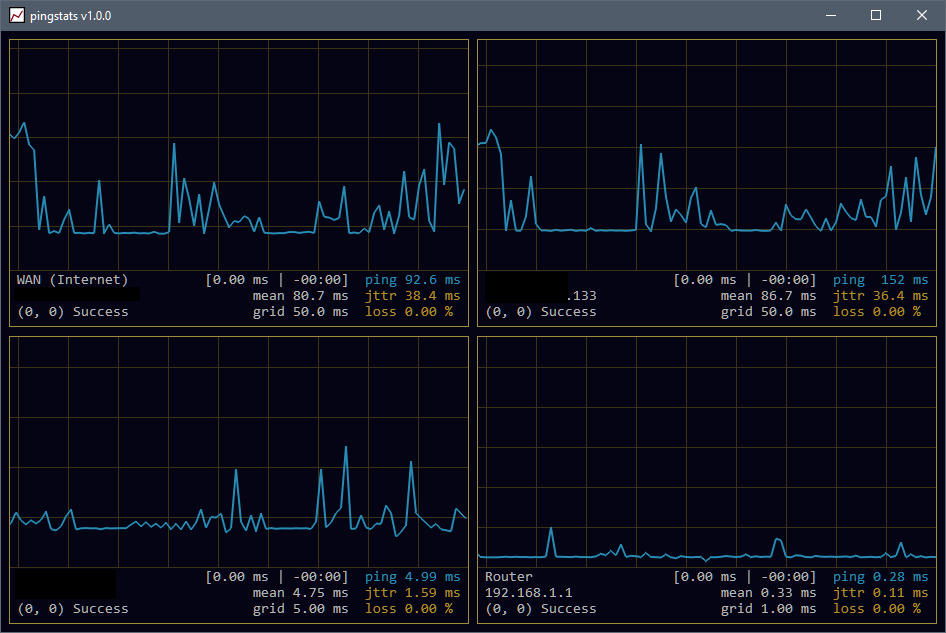 pingstats v1.0.0
WAN (Internet) [0.00 ms | -00:00] ping 92.6 ms
mean 80.7 ms jttr 38.4 ms
(0, 0) Success grid 50.0 ms loss 0.00 %
[0.00 ms | -00:00] ping 152 ms
.133 mean 86.7 ms jttr 36.4 ms
(0, 0) Success grid 50.0 ms loss 0.00 %
[0.00 ms | -00:00] ping 4.99 ms
mean 4.75 ms jttr 1.59 ms
(0, 0) Success grid 5.00 ms loss 0.00 %
Router [0.00 ms | -00:00] ping 0.28 ms
192.168.1.1 mean 0.33 ms jttr 0.11 ms
(0, 0) Success grid 1.00 ms loss 0.00 %